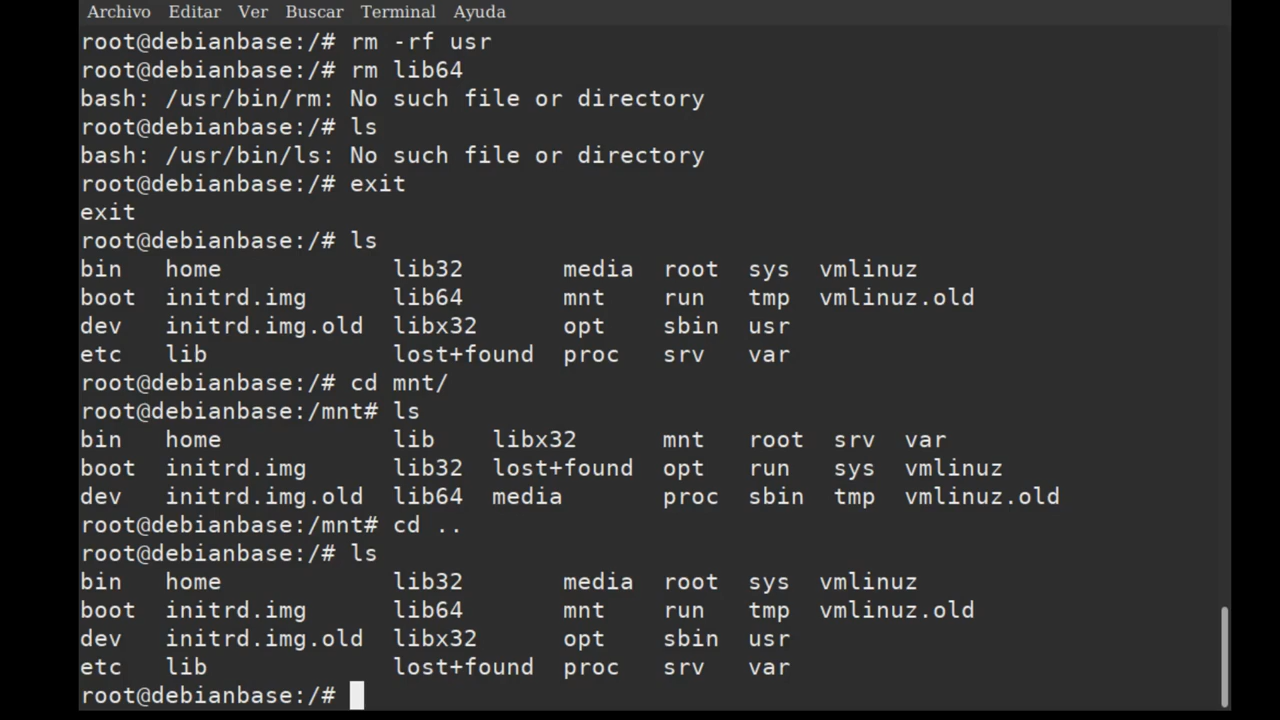 Archivo Editar Ver Buscar Terminal Ayuda
root@debianbase:/# rm -rf usr
root@debianbase:/# rm lib64
bash: /usr/bin/rm: No such file or directory
root@debianbase:/# ls
bash: /usr/bin/ls: No such file or directory
root@debianbase:/# exit
exit
root@debianbase:/# ls
bin home lib32 media root sys vmlinuz
boot initrd.img lib64 mnt run tmp vmlinuz.old
dev initrd.img.old libx32 opt sbin usr
etc lib lost+found proc srv var
root@debianbase:/# cd mnt/
root@debianbase:/mnt# ls
bin home lib libx32 mnt root srv var
boot initrd.img lib32 lost+found opt run sys vmlinuz
dev initrd.img.old lib64 media proc sbin tmp vmlinuz.old
root@debianbase:/mnt# cd ..
root@debianbase:/# ls
bin home lib32 media root sys vmlinuz
boot initrd.img lib64 mnt run tmp vmlinuz.old
dev initrd.img.old libx32 opt sbin usr
etc lib lost+found proc srv var
root@debianbase:/#